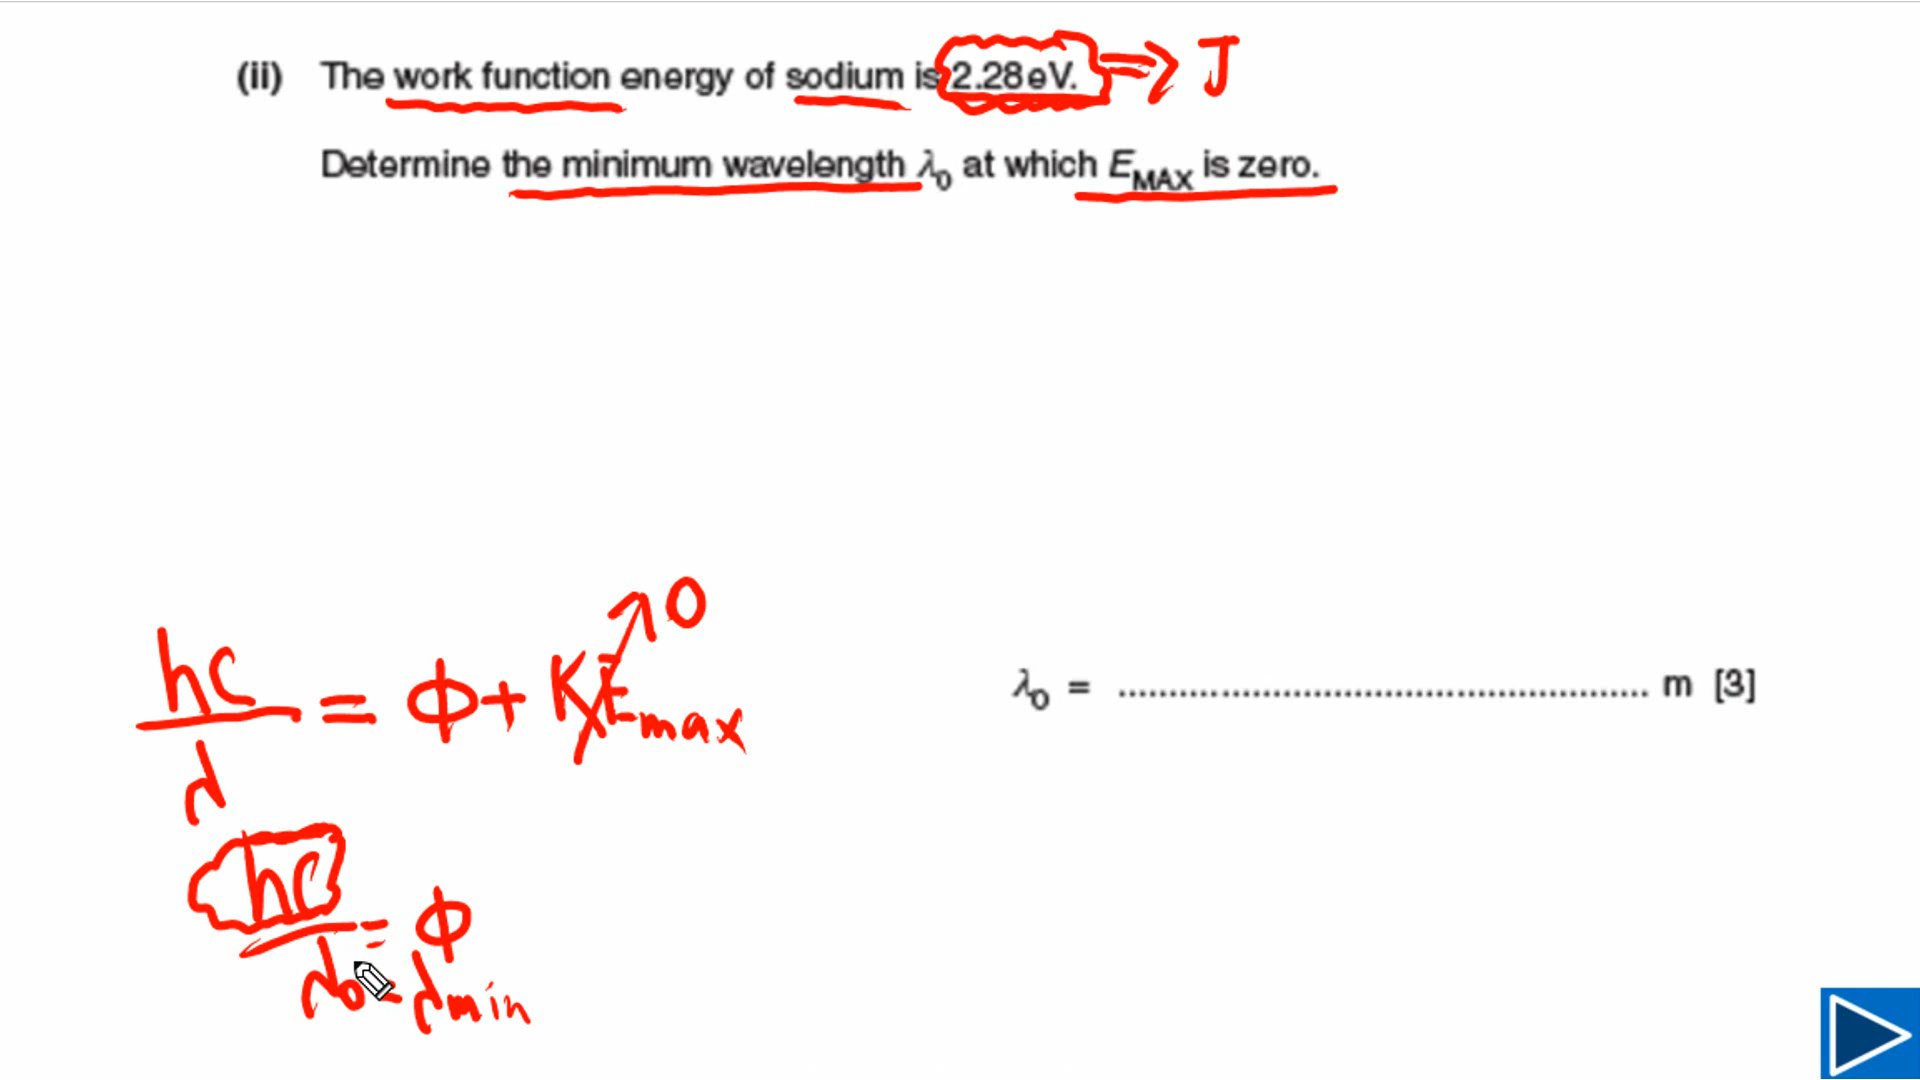 (ii) The work function energy of sodium is 2.28 eV. ⇒ J
Determine the minimum wavelength λ₀ at which E_MAX is zero.
hc/λ = Φ + KE_max → 0
λ₀ = ........................................ m [3]
hc/λ₀ = Φ
λ₀ = λ_min